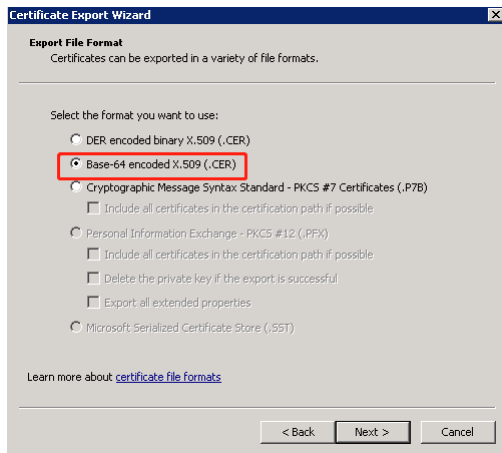 Certificate Export Wizard
Export File Format
Certificates can be exported in a variety of file formats.
Select the format you want to use:
DER encoded binary X.509 (.CER)
Base-64 encoded X.509 (.CER)
Cryptographic Message Syntax Standard - PKCS #7 Certificates (.P7B)
Include all certificates in the certification path if possible
Personal Information Exchange - PKCS #12 (.PFX)
Include all certificates in the certification path if possible
Delete the private key if the export is successful
Export all extended properties
Microsoft Serialized Certificate Store (.SST)
Learn more about certificate file formats
< Back Next > Cancel